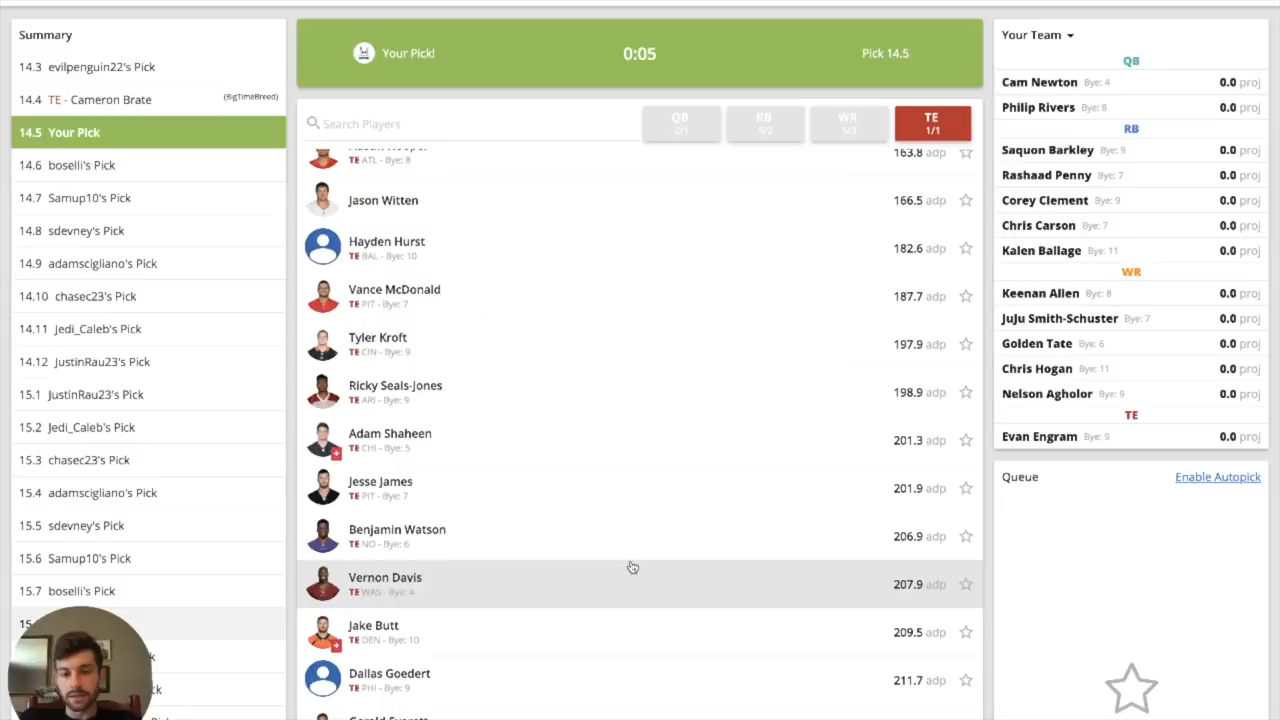 Summary
14.3 evilpenguin22's Pick
14.4 TE - Cameron Brate (BigTimeBreed)
14.5 Your Pick
14.6 boselli's Pick
14.7 Samup10's Pick
14.8 sdevney's Pick
14.9 adamscigliano's Pick
14.10 chasec23's Pick
14.11 Jedi_Caleb's Pick
14.12 JustinRau23's Pick
15.1 JustinRau23's Pick
15.2 Jedi_Caleb's Pick
15.3 chasec23's Pick
15.4 adamscigliano's Pick
15.5 sdevney's Pick
15.6 Samup10's Pick
15.7 boselli's Pick
15.
Your Pick! 0:05 Pick 14.5
Search Players
QB
2/1
RB
5/2
WR
5/3
TE
1/1
163.8 adp
TE ATL - Bye: 8
Jason Witten 166.5 adp
Hayden Hurst
TE BAL - Bye: 10
182.6 adp
Vance McDonald
TE PIT - Bye: 7
187.7 adp
Tyler Kroft
TE CIN - Bye: 9
197.9 adp
Ricky Seals-Jones
TE ARI - Bye: 9
198.9 adp
Adam Shaheen
TE CHI - Bye: 5
201.3 adp
Jesse James
TE PIT - Bye: 7
201.9 adp
Benjamin Watson
TE NO - Bye: 6
206.9 adp
Vernon Davis
TE WAS - Bye: 4
207.9 adp
Jake Butt
TE DEN - Bye: 10
209.5 adp
Dallas Goedert
TE PHI - Bye: 9
211.7 adp
Your Team
QB
Cam Newton Bye: 4 0.0 proj
Philip Rivers Bye: 8 0.0 proj
RB
Saquon Barkley Bye: 9 0.0 proj
Rashaad Penny Bye: 7 0.0 proj
Corey Clement Bye: 9 0.0 proj
Chris Carson Bye: 7 0.0 proj
Kalen Ballage Bye: 11 0.0 proj
WR
Keenan Allen Bye: 8 0.0 proj
JuJu Smith-Schuster Bye: 7 0.0 proj
Golden Tate Bye: 6 0.0 proj
Chris Hogan Bye: 11 0.0 proj
Nelson Agholor Bye: 9 0.0 proj
TE
Evan Engram Bye: 9 0.0 proj
Queue Enable Autopick